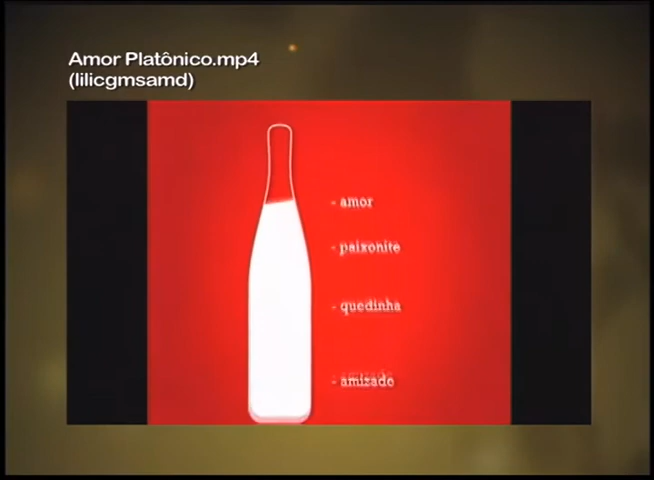 Amor Platônico.mp4
(lilicgmsamd)
- amor
- paixonite
- quedinha
- amizade